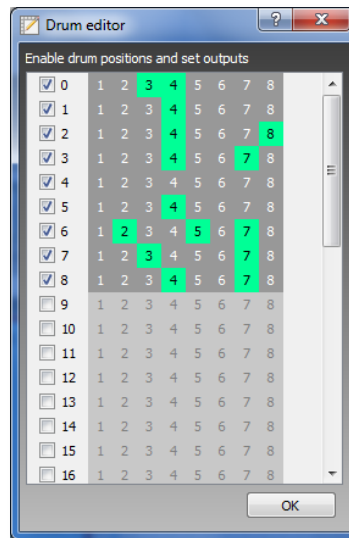 Drum editor
Enable drum positions and set outputs
0 1 2 3 4 5 6 7 8
1 1 2 3 4 5 6 7 8
2 1 2 3 4 5 6 7 8
3 1 2 3 4 5 6 7 8
4 1 2 3 4 5 6 7 8
5 1 2 3 4 5 6 7 8
6 1 2 3 4 5 6 7 8
7 1 2 3 4 5 6 7 8
8 1 2 3 4 5 6 7 8
9 1 2 3 4 5 6 7 8
10 1 2 3 4 5 6 7 8
11 1 2 3 4 5 6 7 8
12 1 2 3 4 5 6 7 8
13 1 2 3 4 5 6 7 8
14 1 2 3 4 5 6 7 8
15 1 2 3 4 5 6 7 8
16 1 2 3 4 5 6 7 8
OK